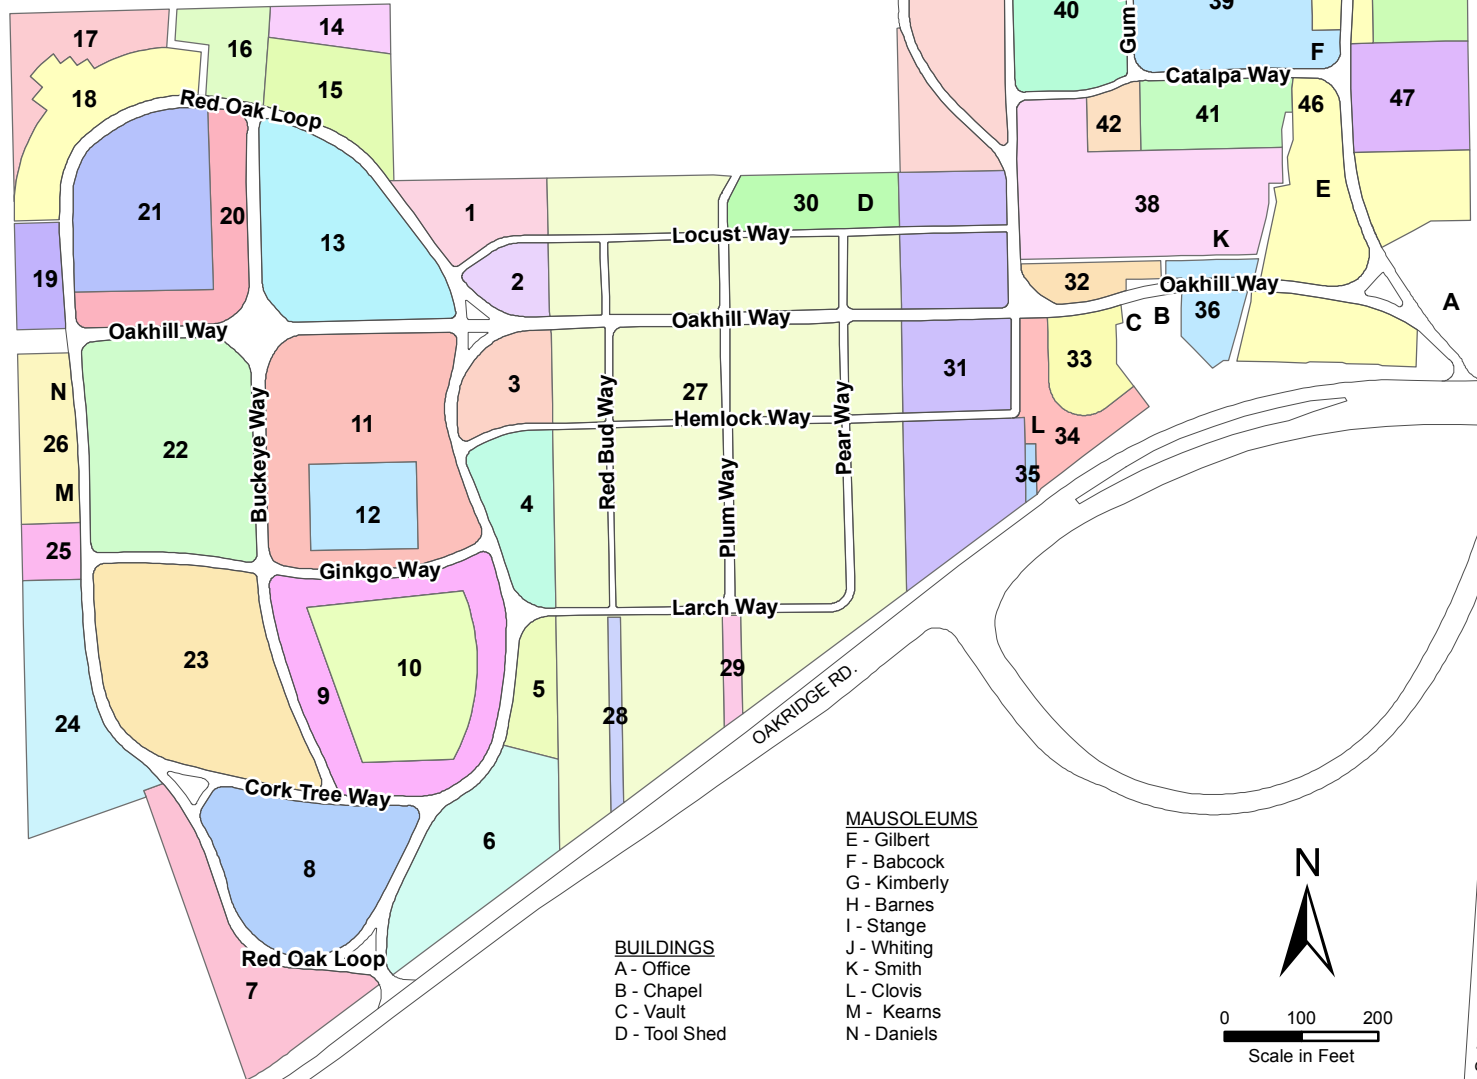 40
Gum
39
17
14
16
15
18
Red Oak Loop
F
Catalpa Way
46
47
42
41
21
20
13
1
30
D
38
E
K
Locust Way
19
2
32
Oakhill Way
36
A
B
C
Oakhill Way
Oakhill Way
33
31
3
27
N
26
M
22
Buckeye Way
11
12
Red Bud Way
Hemlock Way
Plum Way
Pear Way
L
34
35
4
25
Ginkgo Way
Larch Way
23
24
9
10
5
28
29
OAKRIDGE RD.
Cork Tree Way
8
6
Red Oak Loop
7
BUILDINGS
A - Office
B - Chapel
C - Vault
D - Tool Shed
MAUSOLEUMS
E - Gilbert
F - Babcock
G - Kimberly
H - Barnes
I - Stange
J - Whiting
K - Smith
L - Clovis
M - Kearns
N - Daniels
N
0 100 200
Scale in Feet